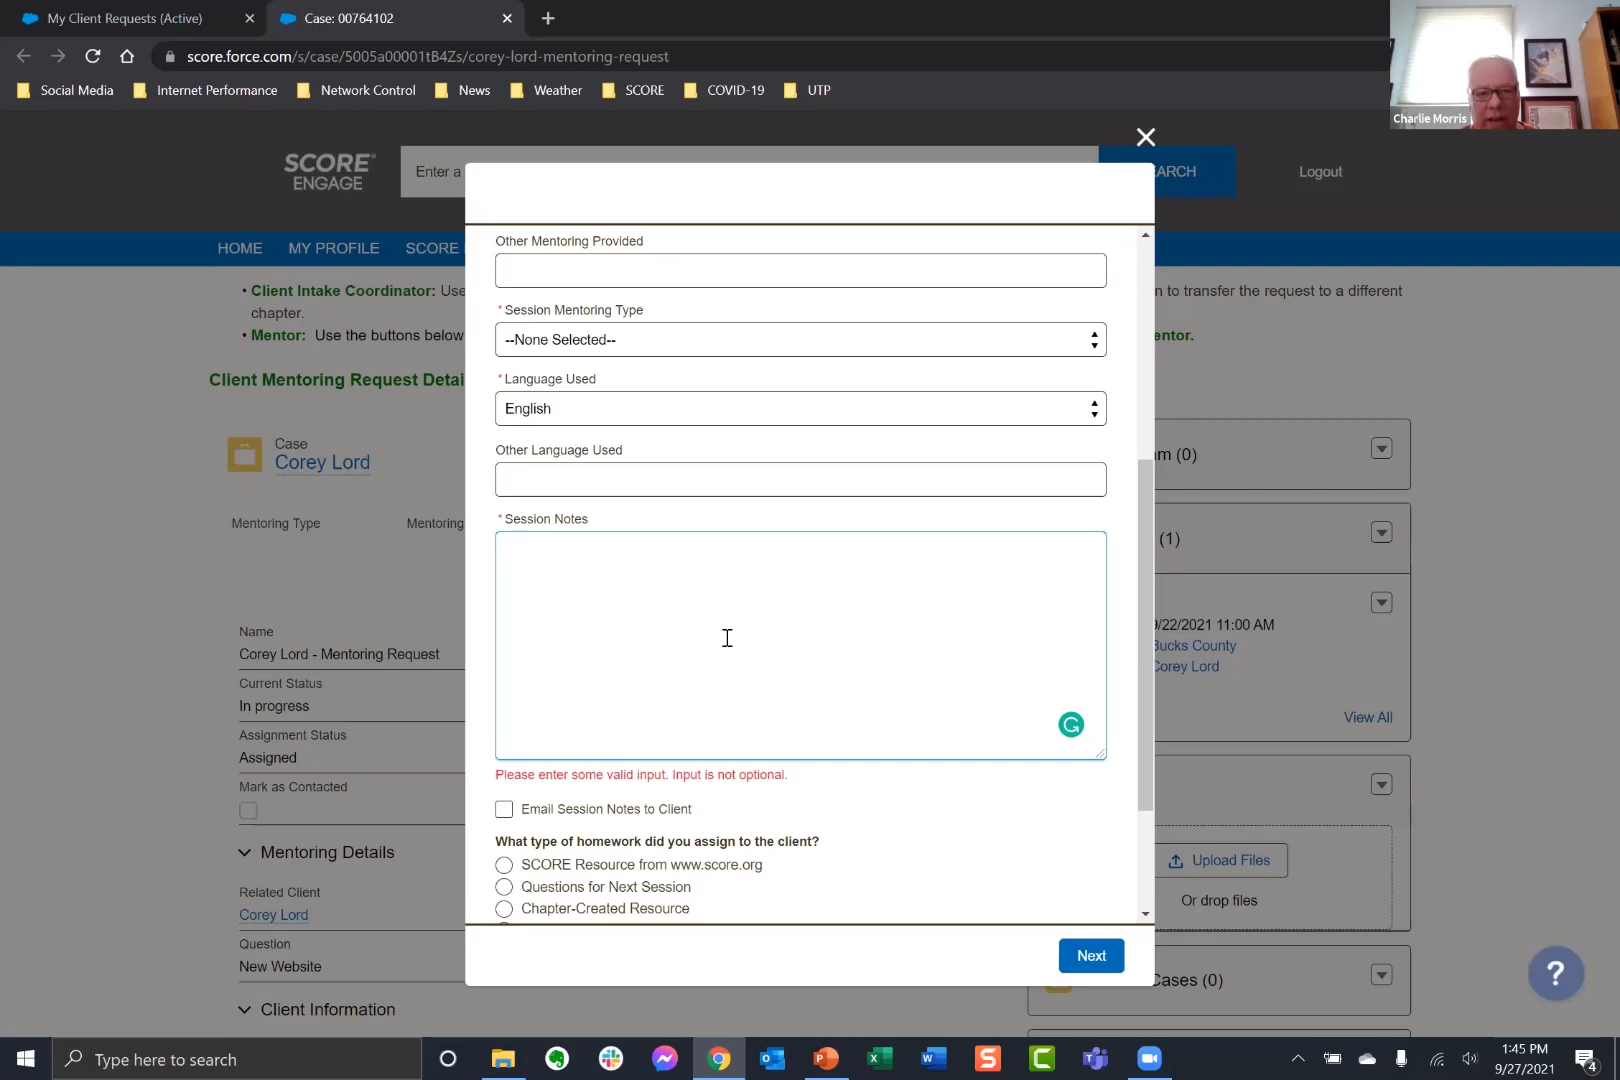 My Client Requests (Active)
Case: 00764102
score.force.com/s/case/5005a00001tB4Zs/corey-lord-mentoring-request
Social Media
Internet Performance
Network Control
News
Weather
SCORE
COVID-19
UTP
Charlie Morris
SCORE
ENGAGE
Enter a
ARCH
Logout
HOME
MY PROFILE
SCORE
• Client Intake Coordinator: Use
n to transfer the request to a different
chapter.
• Mentor: Use the buttons below
entor.
Client Mentoring Request Detai
Case
Corey Lord
Mentoring Type
Mentoring
Name
Corey Lord - Mentoring Request
Current Status
In progress
Assignment Status
Assigned
Mark as Contacted
Mentoring Details
Related Client
Corey Lord
Question
New Website
Client Information
Other Mentoring Provided
* Session Mentoring Type
--None Selected--
* Language Used
English
Other Language Used
* Session Notes
Please enter some valid input. Input is not optional.
Email Session Notes to Client
What type of homework did you assign to the client?
SCORE Resource from www.score.org
Questions for Next Session
Chapter-Created Resource
Next
am (0)
(1)
9/22/2021 11:00 AM
Bucks County
Corey Lord
View All
Upload Files
Or drop files
Cases (0)
?
Type here to search
1:45 PM
9/27/2021
4